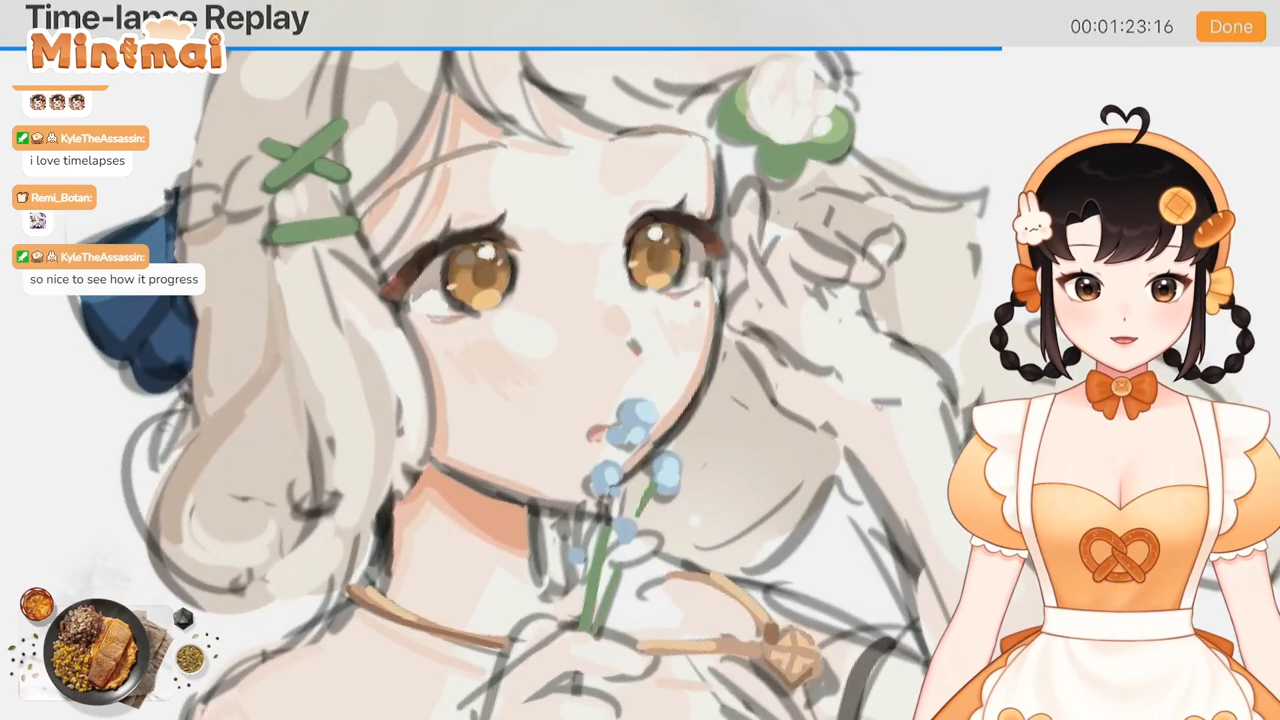 Time-lapse Replay
00:01:23:16
Done
Mintmai
KyleTheAssassin:
i love timelapses
Remi_Botan:
KyleTheAssassin:
so nice to see how it progress